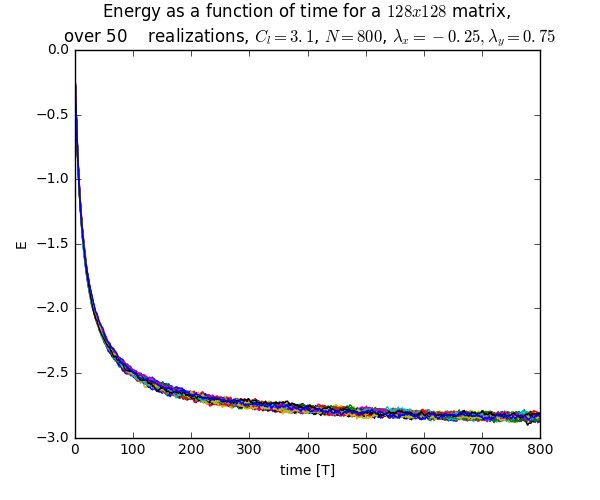 Energy as a function of time for a 128x128 matrix,
over 50 realizations, C_l = 3.1, N = 800, λ_x = −0.25, λ_y = 0.75
0.0
−0.5
−1.0
−1.5
−2.0
−2.5
−3.0
E
0 100 200 300 400 500 600 700 800
time [T]